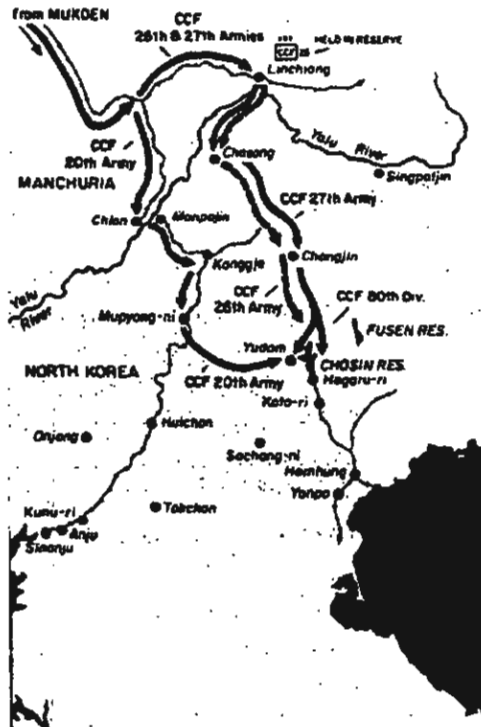 from MUKDEN
CCF
26th & 27th Armies
HELD IN RESERVE
CCF 26
Linchiang
CCF
20th Army
MANCHURIA
Chasong
Yalu
River
Singpaljin
CCF 27th Army
Chian
Manpojin
Kanggje
Changjin
Yalu
River
CCF
26th Army
CCF 80th Div.
Mupyong-ni
FUSEN RES.
Yudam
CHOSIN RES.
Hagaru-ri
NORTH KOREA
CCF 20th Army
Koto-ri
Huichon
Onjong
Sachang-ni
Hamhung
Yonpo
Kunu-ri
Tokchon
Anju
Sinanju